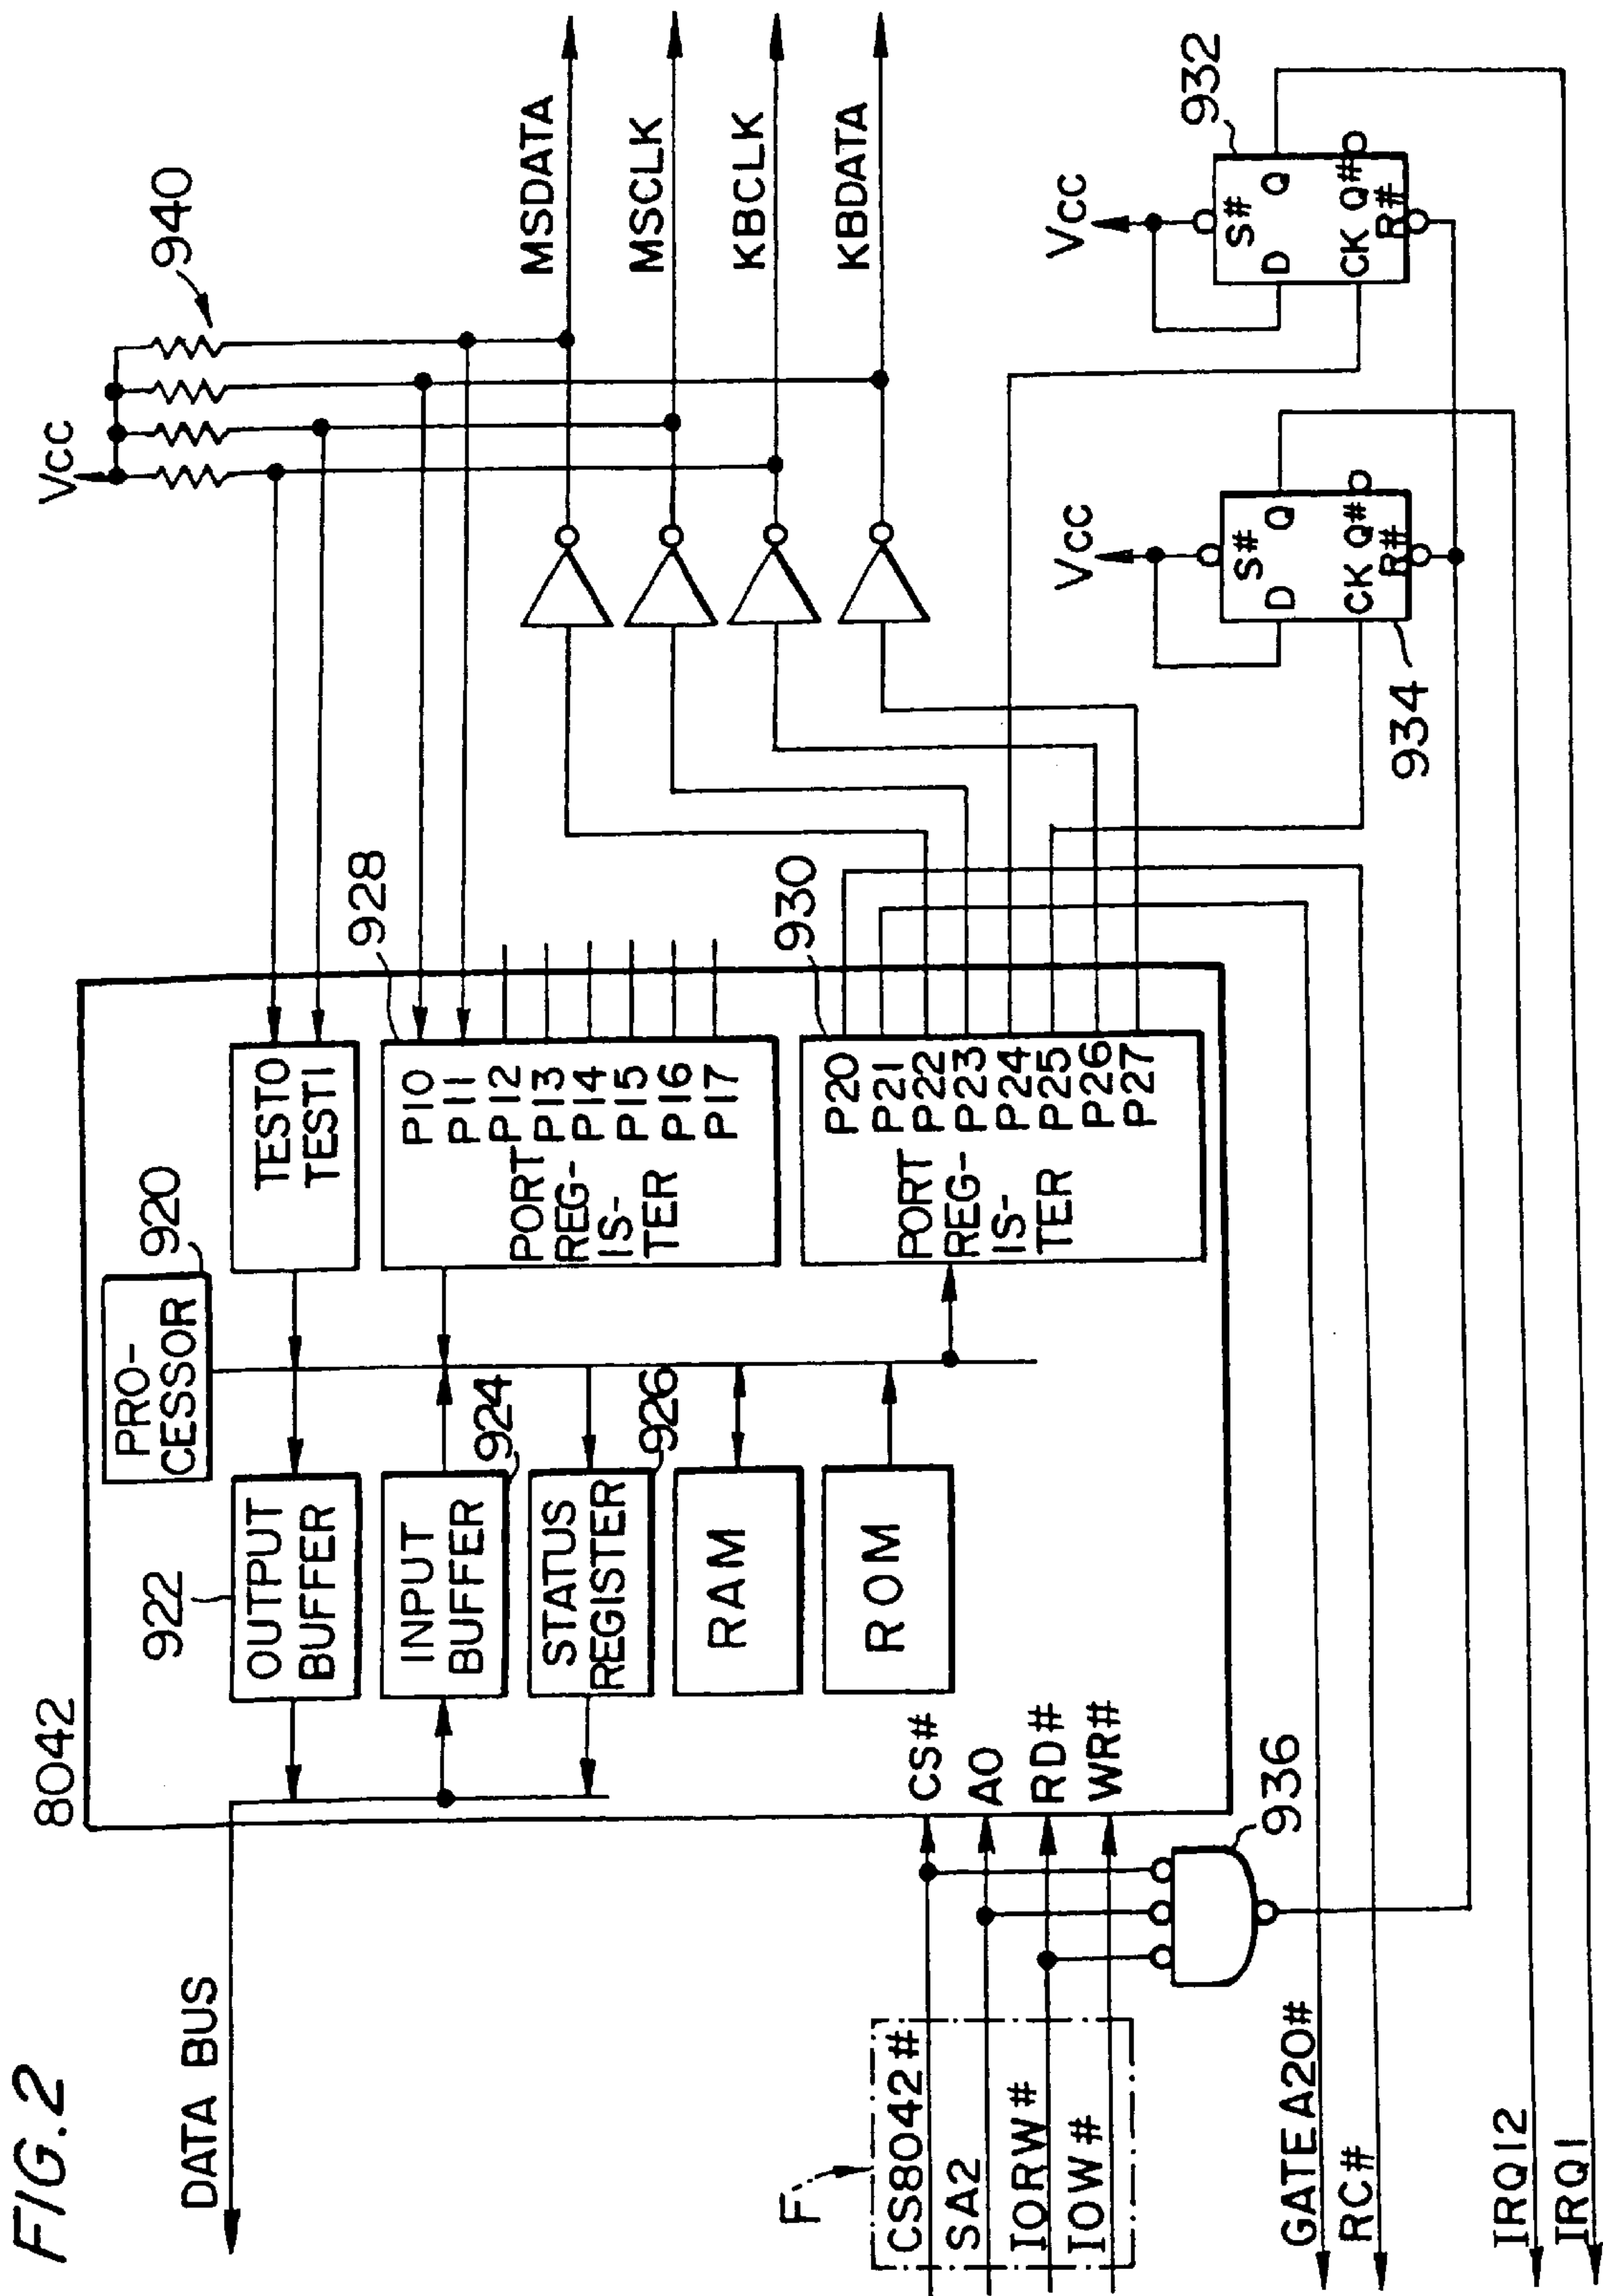 FIG.2
8042
DATA BUS
922
OUTPUT
BUFFER
INPUT
BUFFER
924
STATUS
REGISTER
926
RAM
ROM
PRO-
CESSOR
920
TEST0
TEST1
928
P10
P11
P12
P13
P14
P15
P16
P17
PORT
REG-
IS-
TER
930
P20
P21
P22
P23
P24
P25
P26
P27
PORT
REG-
IS-
TER
Vcc
940
MSDATA
MSCLK
KBCLK
KBDATA
F
CS8042#
SA2
IORW#
IOW#
CS#
A0
RD#
WR#
936
Vcc
S#
D
Q
CK
Q#
R#
934
Vcc
S#
D
Q
CK
Q#
R#
932
GATEA20#
RC#
IRQ12
IRQ1